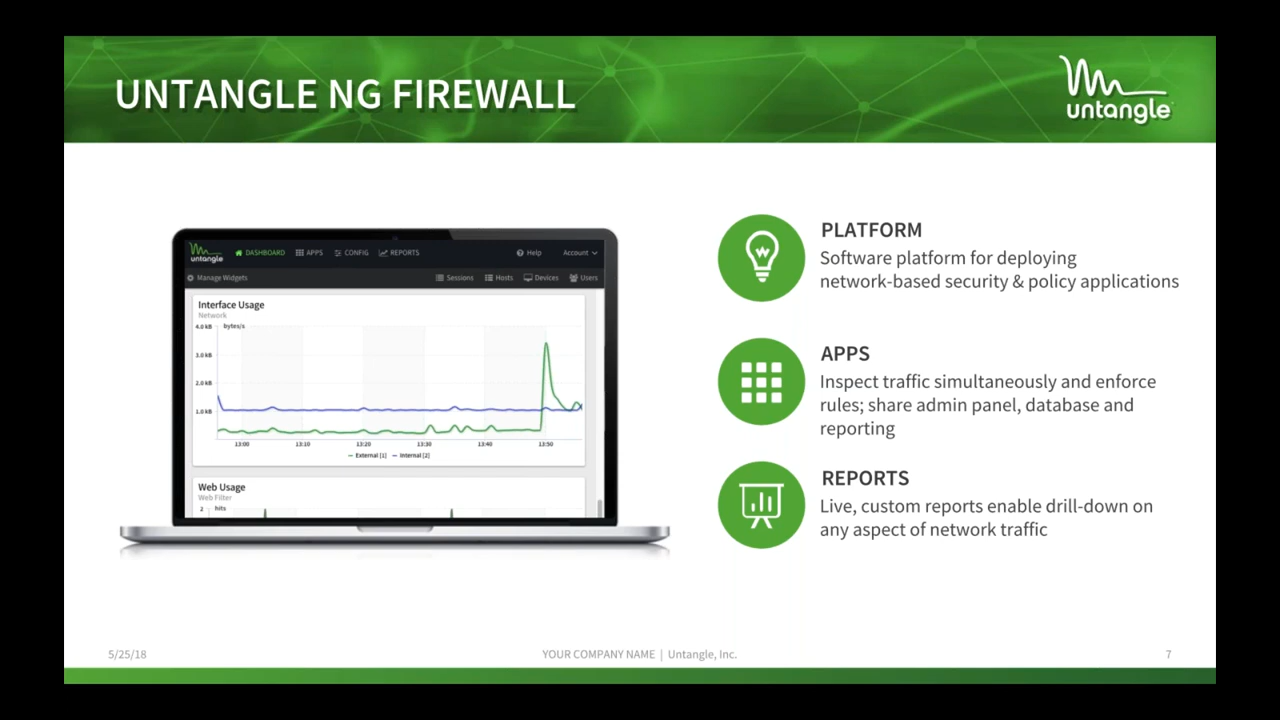 UNTANGLE NG FIREWALL
untangle
untangle
DASHBOARD
APPS
CONFIG
REPORTS
Help
Account
Manage Widgets
Sessions
Hosts
Devices
Users
Interface Usage
Network
4.0 kB
bytes/s
3.0 kB
2.0 kB
1.0 kB
13:00
13:10
13:20
13:30
13:40
13:50
External [1]
Internal [2]
Web Usage
Web Filter
2
hits
PLATFORM
Software platform for deploying
network-based security & policy applications
APPS
Inspect traffic simultaneously and enforce
rules; share admin panel, database and
reporting
REPORTS
Live, custom reports enable drill-down on
any aspect of network traffic
5/25/18
YOUR COMPANY NAME | Untangle, Inc.
7